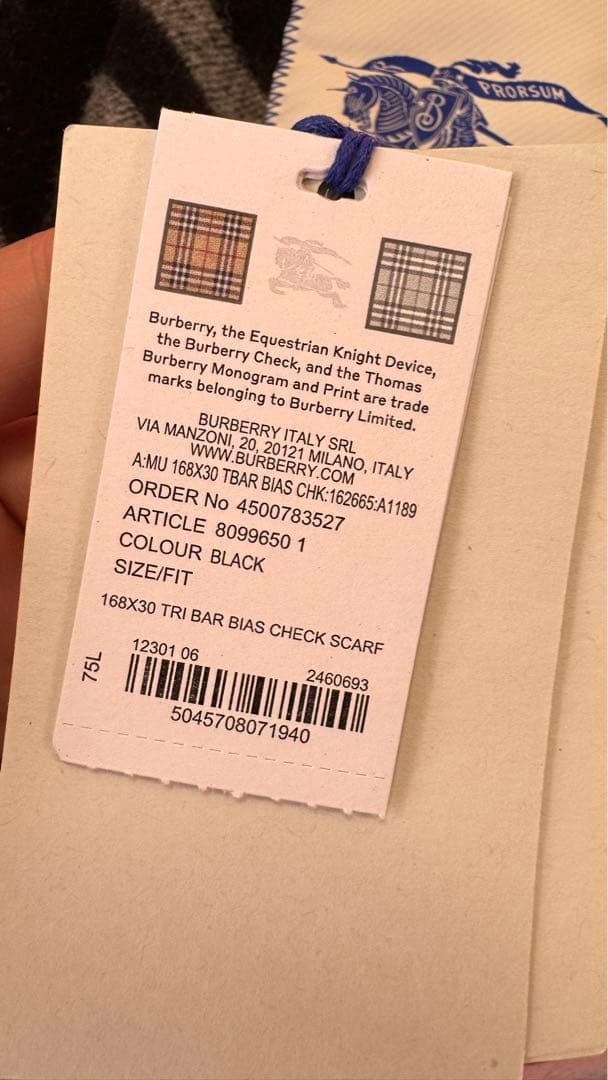 PRORSUM
B
Burberry, the Equestrian Knight Device,
the Burberry Check, and the Thomas
Burberry Monogram and Print are trade
marks belonging to Burberry Limited.
BURBERRY ITALY SRL
VIA MANZONI, 20, 20121 MILANO, ITALY
WWW.BURBERRY.COM
A:MU 168X30 TBAR BIAS CHK:162665:A1189
ORDER No 4500783527
ARTICLE 8099650 1
COLOUR BLACK
SIZE/FIT
168X30 TRI BAR BIAS CHECK SCARF
75L
12301 06
2460693
5045708071940